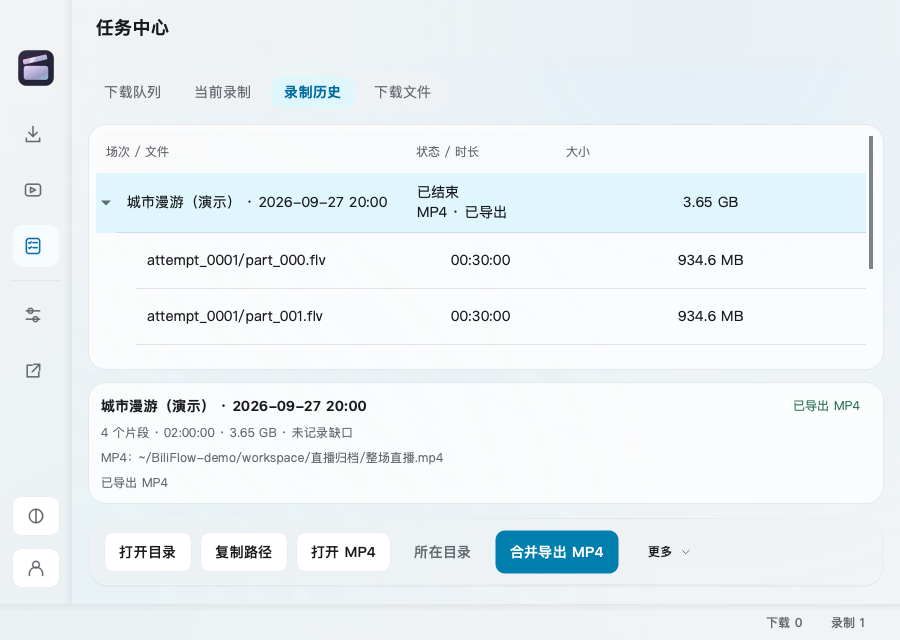 任务中心
下载队列 当前录制 录制历史 下载文件
场次 / 文件 状态 / 时长 大小
城市漫游（演示） · 2026-09-27 20:00 已结束 3.65 GB
MP4 · 已导出
attempt_0001/part_000.flv 00:30:00 934.6 MB
attempt_0001/part_001.flv 00:30:00 934.6 MB
城市漫游（演示） · 2026-09-27 20:00 已导出 MP4
4 个片段 · 02:00:00 · 3.65 GB · 未记录缺口
MP4：~/BiliFlow-demo/workspace/直播归档/整场直播.mp4
已导出 MP4
打开目录 复制路径 打开 MP4 所在目录 合并导出 MP4 更多
下载 0 录制 1